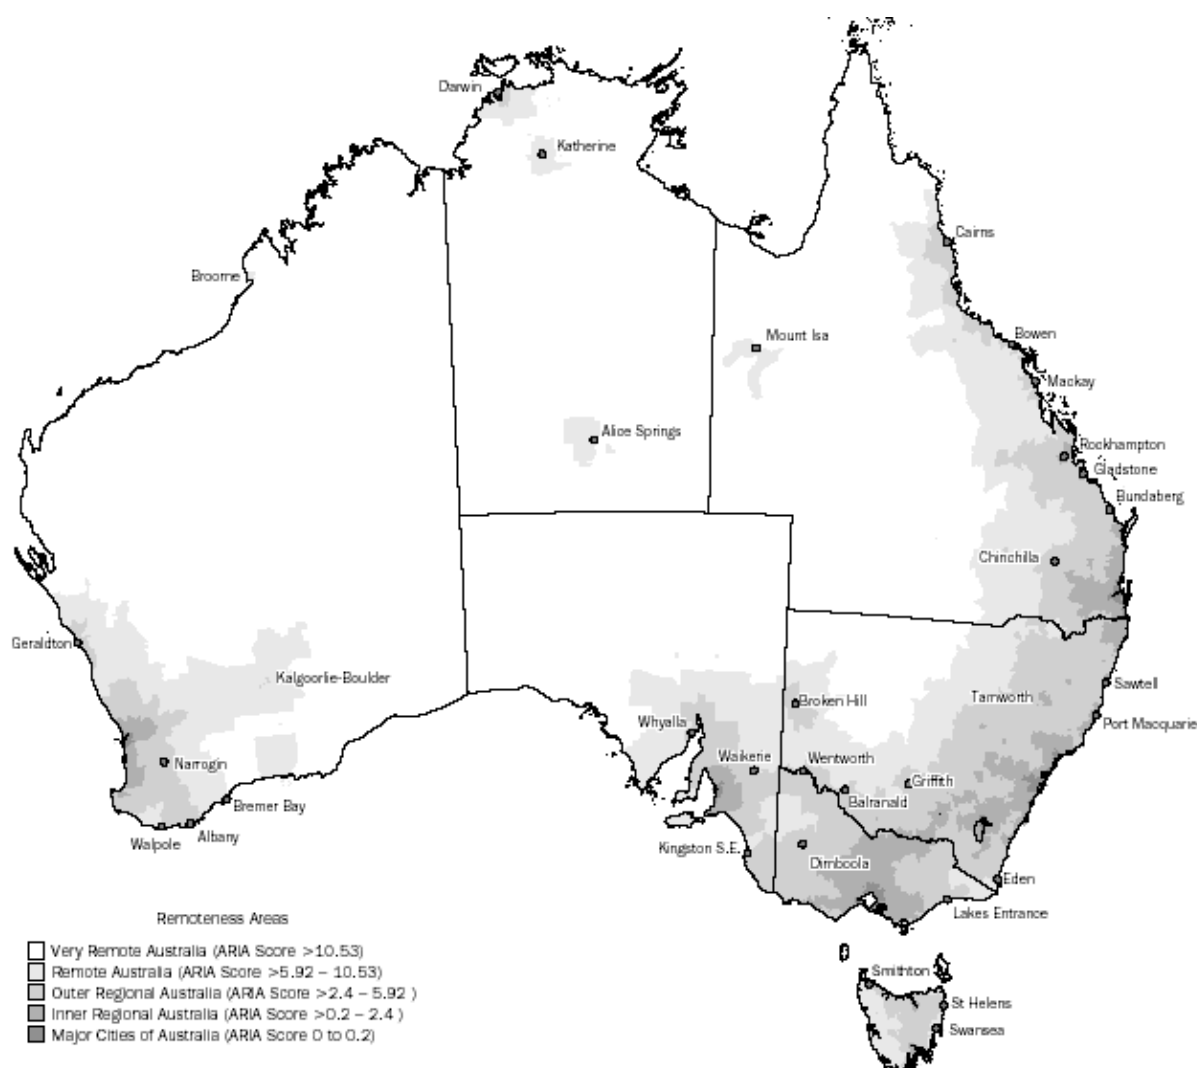 Darwin
Katherine
Cairns
Broome
Mount Isa
Bowen
Mackay
Alice Springs
Rockhampton
Gladstone
Bundaberg
Chinchilla
Geraldton
Kalgoorlie-Boulder
Sawtell
Tamworth
Broken Hill
Port Macquarie
Whyalla
Waikerie
Wentworth
Narrogin
Griffith
Balranald
Bremer Bay
Albany
Walpole
Kingston S.E.
Dimboola
Eden
Lakes Entrance
Remoteness Areas
Very Remote Australia (ARIA Score >10.53)
Remote Australia (ARIA Score >5.92 – 10.53)
Outer Regional Australia (ARIA Score >2.4 – 5.92 )
Inner Regional Australia (ARIA Score >0.2 – 2.4 )
Major Cities of Australia (ARIA Score 0 to 0.2)
Smithton
St Helens
Swansea